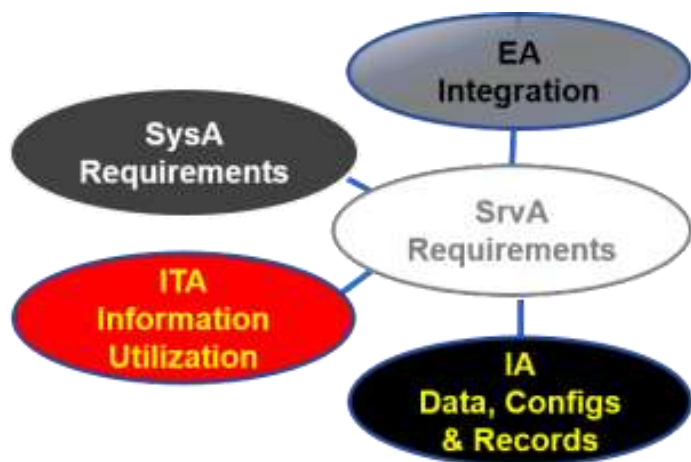 EA
Integration
SysA
Requirements
SrvA
Requirements
ITA
Information
Utilization
IA
Data, Configs
& Records